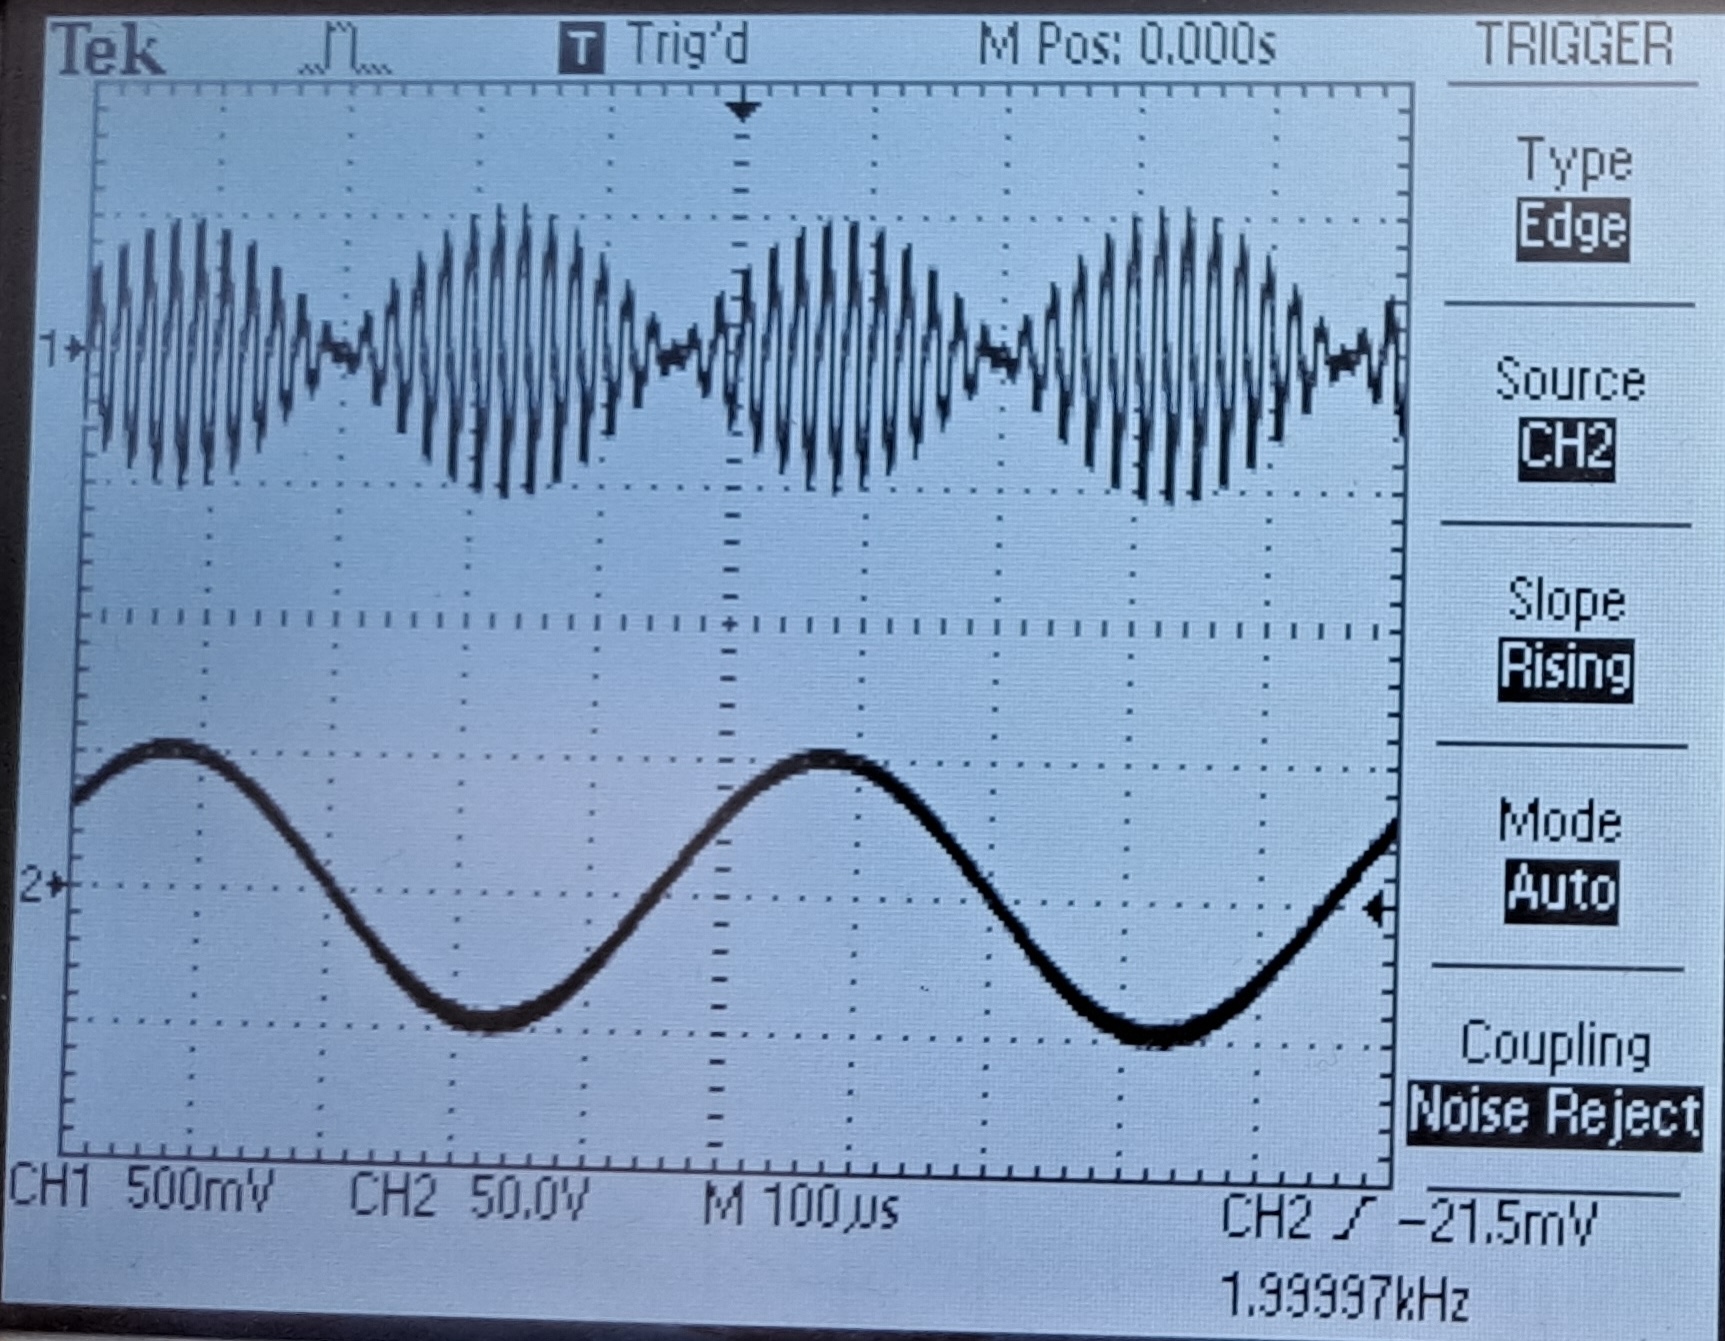 Tek T Trig'd M Pos: 0.000s TRIGGER
Type
Edge
1
Source
CH2
Slope
Rising
Mode
Auto
2
Coupling
Noise Reject
CH1 500mV CH2 50.0V M 100µs CH2 -21.5mV
1.99997kHz